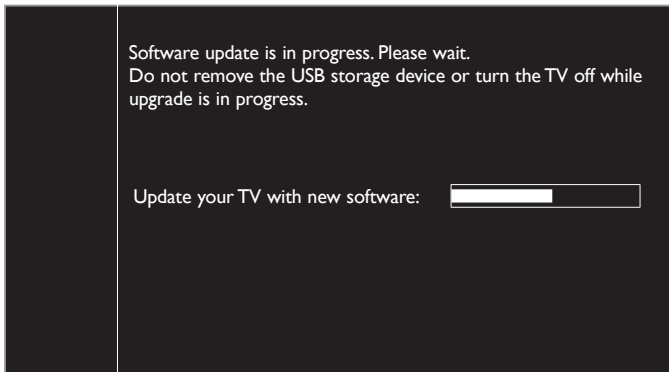 Software update is in progress. Please wait.
Do not remove the USB storage device or turn the TV off while
upgrade is in progress.
Update your TV with new software: